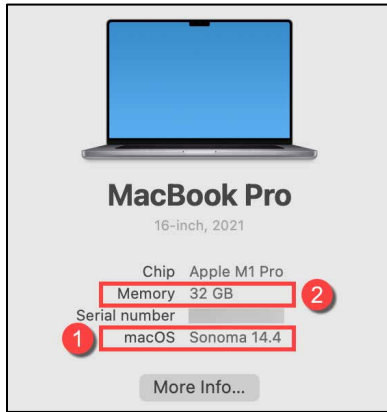 MacBook Pro
16-inch, 2021
Chip Apple M1 Pro
Memory 32 GB 2
Serial number
1 macOS Sonoma 14.4
More Info...